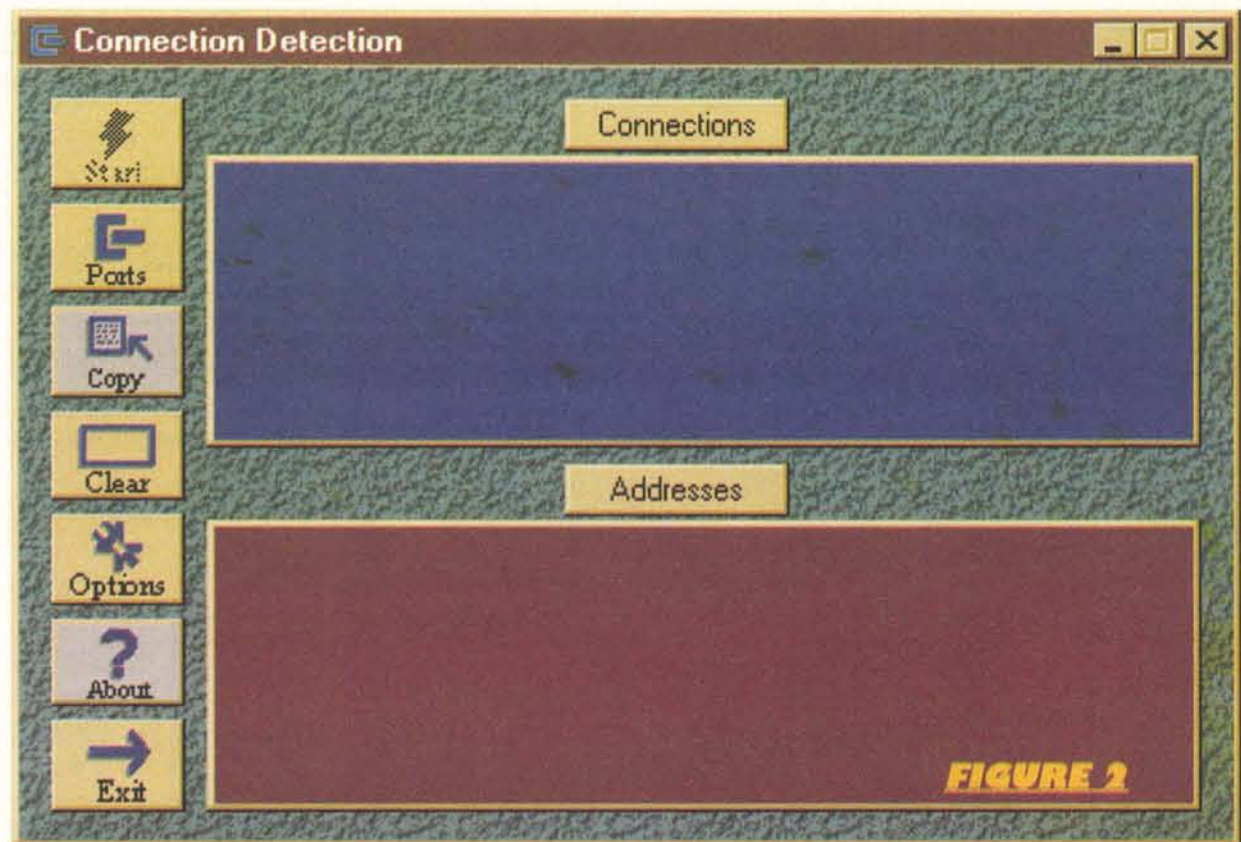 Connection Detection
Start
Ports
Copy
Clear
Options
About
Exit
Connections
Addresses
FIGURE 2